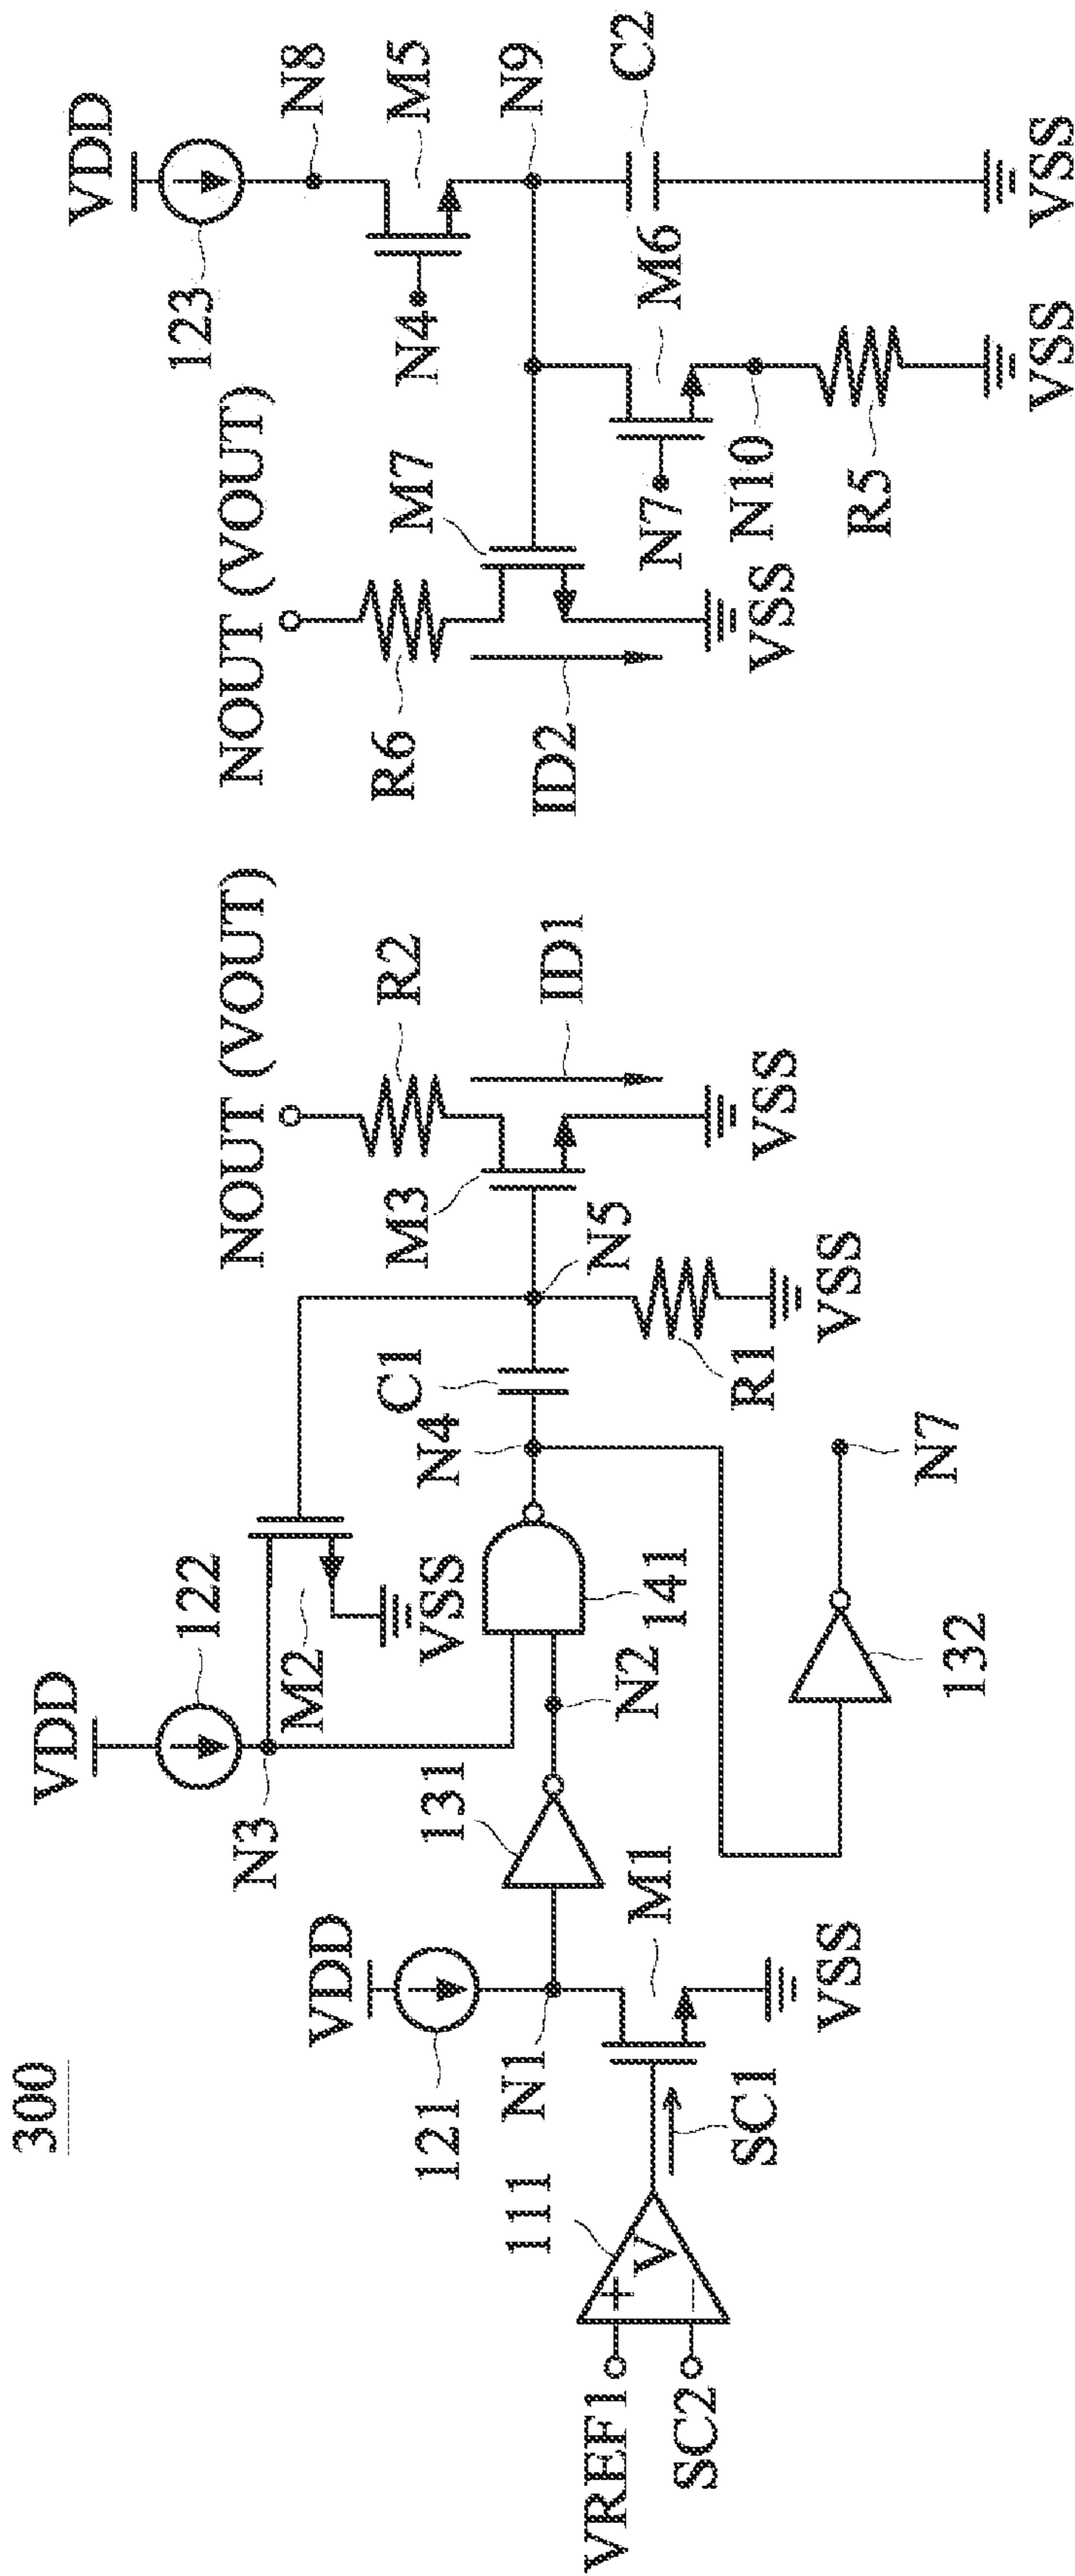 300
VDD
122
N3
M2
VSS
NOUT (VOUT)
R2
M3
ID1
VSS
NOUT (VOUT)
R6
M7
ID2
VSS
VDD
123
N8
M5
N4
N9
C2
M6
N7
N10
R5
VSS
VSS
VDD
121
N1
131
N2
141
N4
C1
N5
R1
VSS
VREF1
SC2
+
−
V
111
SC1
M1
VSS
132
N7